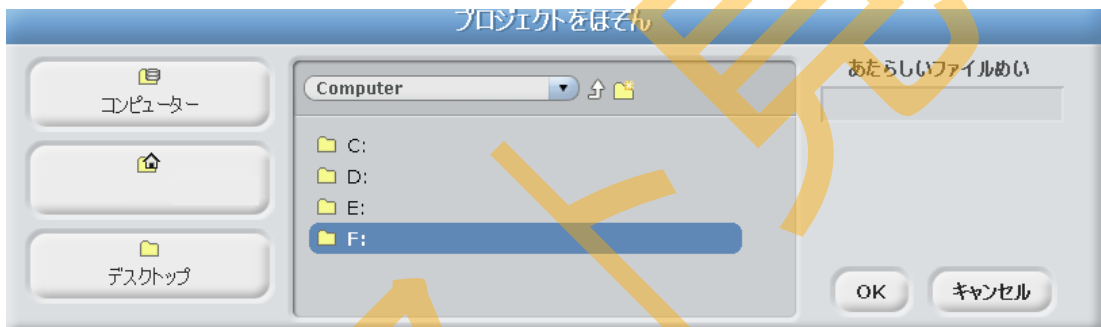 プロジェクトをほぞん
コンピューター
デスクトップ
Computer
C:
D:
E:
F:
あたらしいファイルめい
OK
キャンセル